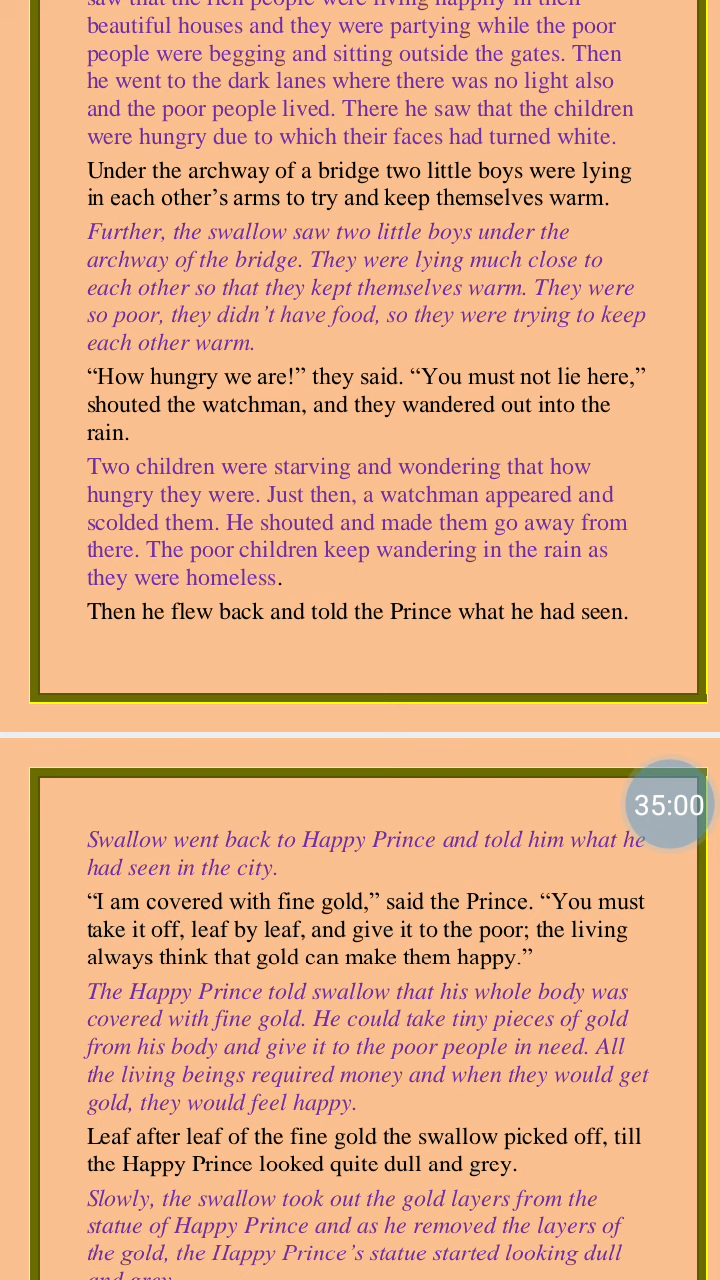 saw that the rich people were living happily in their
beautiful houses and they were partying while the poor
people were begging and sitting outside the gates. Then
he went to the dark lanes where there was no light also
and the poor people lived. There he saw that the children
were hungry due to which their faces had turned white.
Under the archway of a bridge two little boys were lying
in each other’s arms to try and keep themselves warm.
Further, the swallow saw two little boys under the
archway of the bridge. They were lying much close to
each other so that they kept themselves warm. They were
so poor, they didn’t have food, so they were trying to keep
each other warm.
“How hungry we are!” they said. “You must not lie here,”
shouted the watchman, and they wandered out into the
rain.
Two children were starving and wondering that how
hungry they were. Just then, a watchman appeared and
scolded them. He shouted and made them go away from
there. The poor children keep wandering in the rain as
they were homeless.
Then he flew back and told the Prince what he had seen.
35:00
Swallow went back to Happy Prince and told him what he
had seen in the city.
“I am covered with fine gold,” said the Prince. “You must
take it off, leaf by leaf, and give it to the poor; the living
always think that gold can make them happy.”
The Happy Prince told swallow that his whole body was
covered with fine gold. He could take tiny pieces of gold
from his body and give it to the poor people in need. All
the living beings required money and when they would get
gold, they would feel happy.
Leaf after leaf of the fine gold the swallow picked off, till
the Happy Prince looked quite dull and grey.
Slowly, the swallow took out the gold layers from the
statue of Happy Prince and as he removed the layers of
the gold, the Happy Prince’s statue started looking dull
and grey.